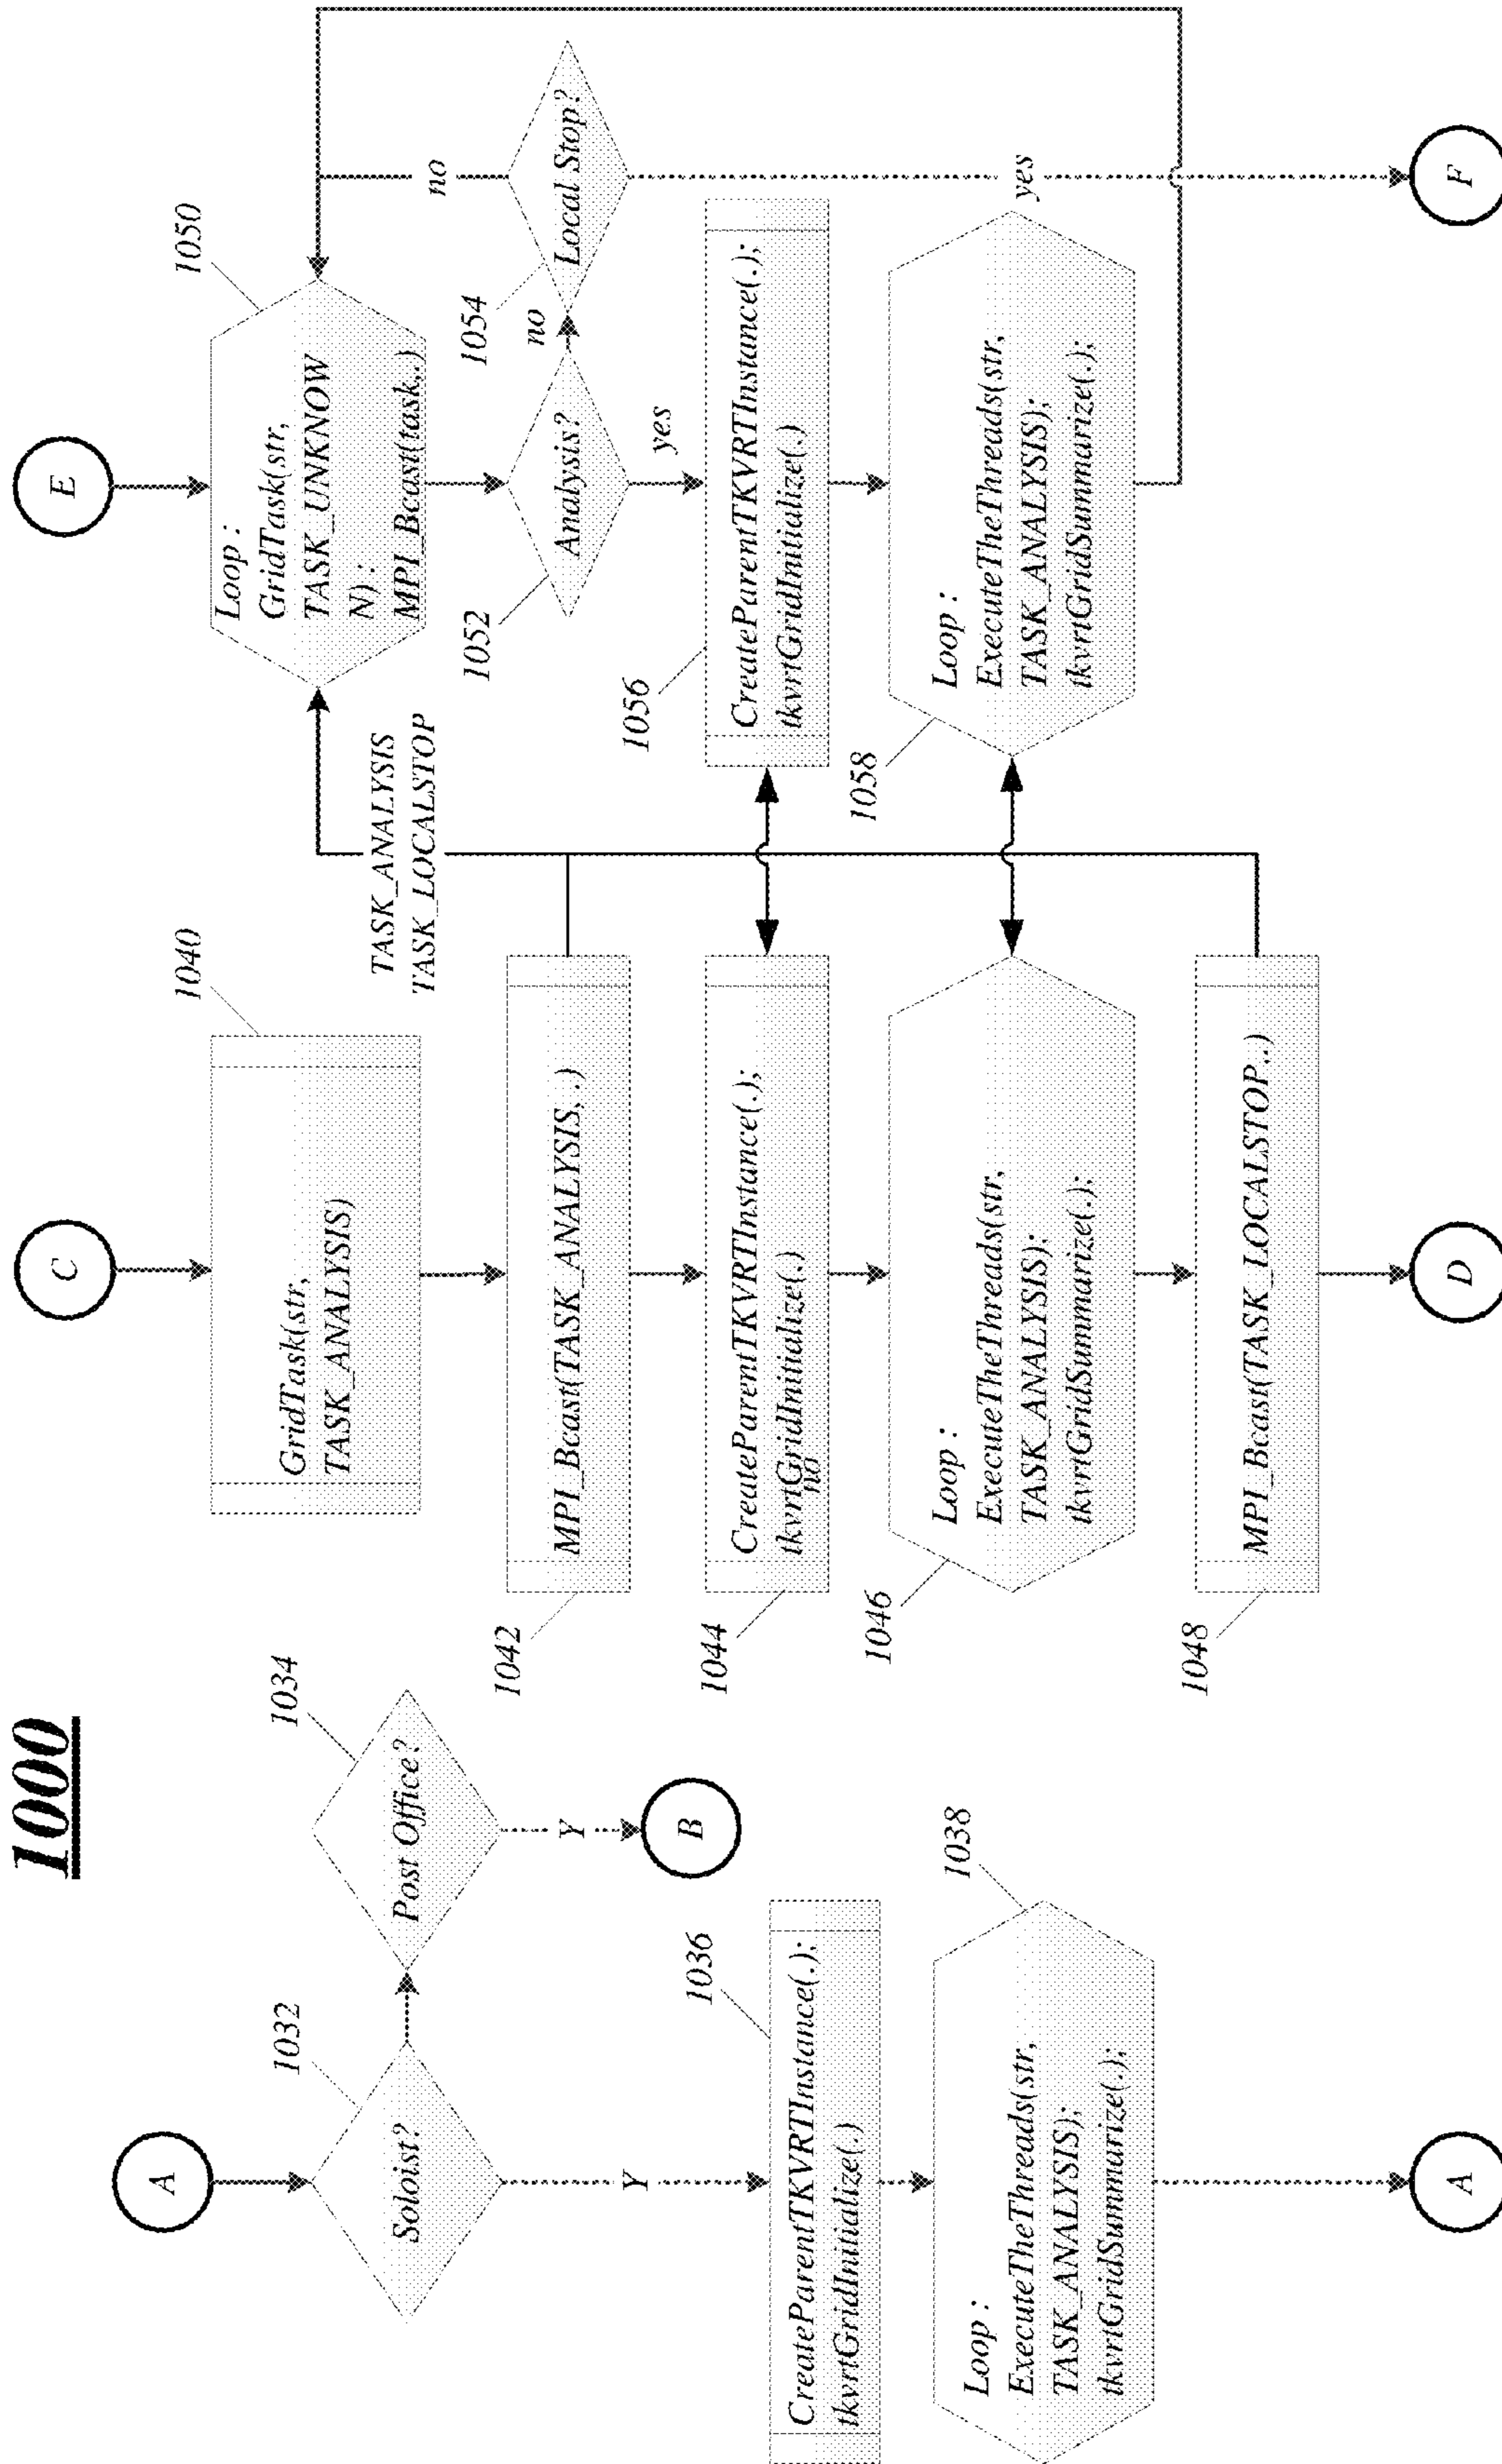 1000
A
1032
Soloist?
1034
Post Office?
Y
Y
B
1036
CreateParentTKVRTInstance(.);
tkvrtGridInitialize(.)
1038
Loop :
ExecuteTheThreads(str,
TASK_ANALYSIS);
tkvrtGridSummarize(.);
A
C
1040
GridTask(str,
TASK_ANALYSIS)
1042
MPI_Bcast(TASK_ANALYSIS, .)
1044
CreateParentTKVRTInstance(.);
tkvrtGridInitialize(.)
no
1046
Loop :
ExecuteTheThreads(str,
TASK_ANALYSIS);
tkvrtGridSummarize(.);
1048
MPI_Bcast(TASK_LOCALSTOP,.)
D
TASK_ANALYSIS
TASK_LOCALSTOP
E
1050
Loop :
GridTask(str,
TASK_UNKNOW
N) :
MPI_Bcast(task,.)
1052
Analysis?
no
1054
Local Stop?
no
yes
1056
CreateParentTKVRTInstance(.);
tkvrtGridInitialize(.)
1058
Loop :
ExecuteTheThreads(str,
TASK_ANALYSIS);
tkvrtGridSummarize(.);
yes
F